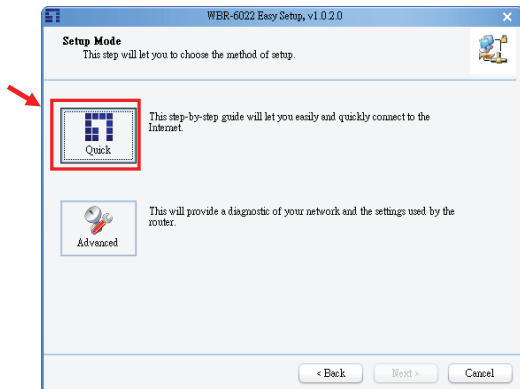 WBR-6022 Easy Setup, v1.0.2.0
Setup Mode
This step will let you to choose the method of setup.
Quick
This step-by-step guide will let you easily and quickly connect to the
Internet.
Advanced
This will provide a diagnostic of your network and the settings used by the
router.
< Back
Next >
Cancel